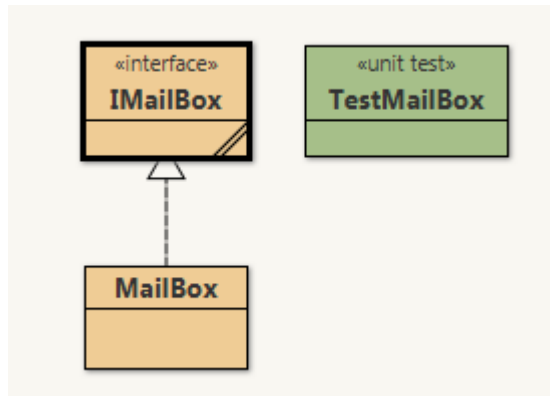 «interface»
IMailBox
«unit test»
TestMailBox
MailBox